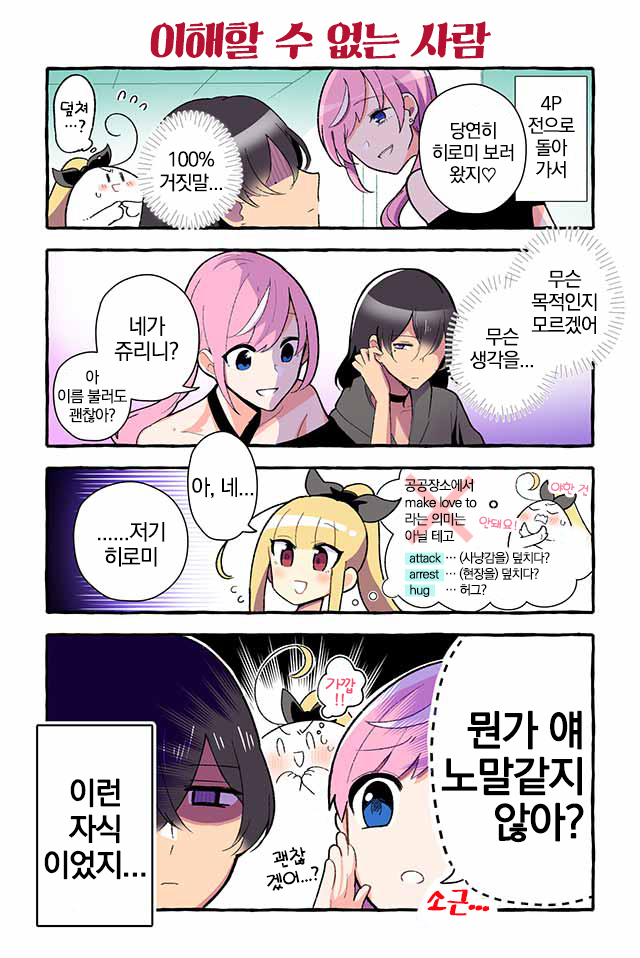 이해할 수 없는 사람
4P
전으로
돌아
가서
당연히
히로미 보러
왔지♡
100%
거짓말...
덮쳐
...?
무슨
목적인지
모르겠어
무슨
생각을...
네가
쥬리니?
아
이름 불러도
괜찮아?
아, 네...
......저기
히로미
공공장소에서
make love to
라는 의미는
아닐 테고
야한 건
안돼요!
attack ... (사냥감을) 덮치다?
arrest ... (현장을) 덮치다?
hug ... 허그?
뭔가 얘
노말같지
않아?
소근...
가깝
!!
괜찮
겠어...?
이런
자식
이었지...